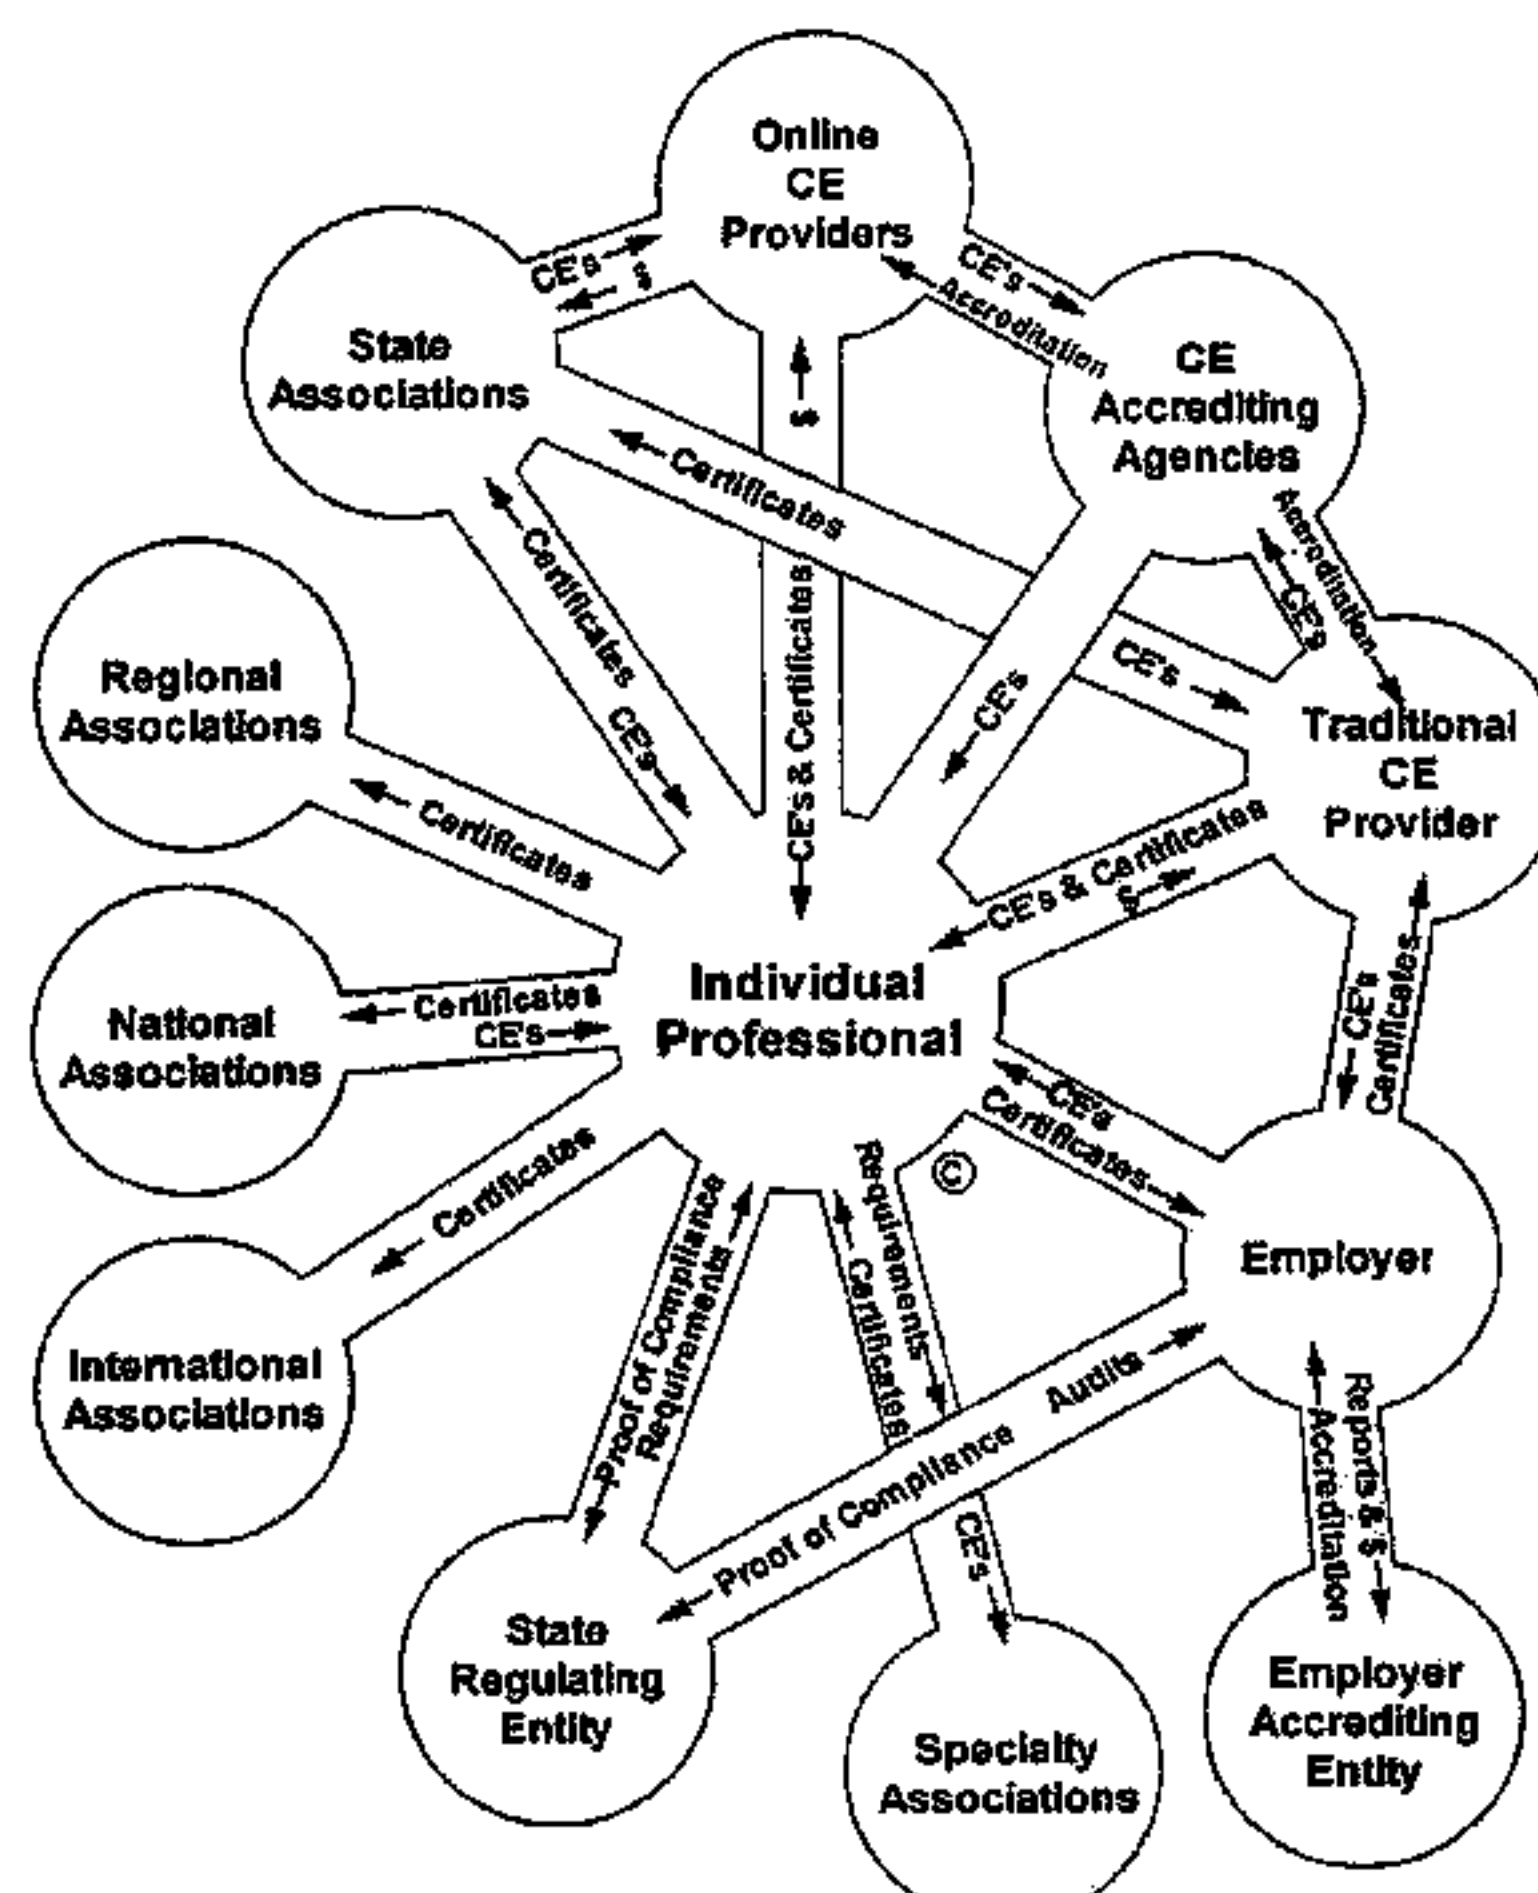 Online
CE
Providers
CE's
$
CE's
Accreditation
State
Associations
CE
Accrediting
Agencies
$
Certificates
Accreditation
CE's
Certificates
CE's
CE's & Certificates
CE's
CE's
Regional
Associations
Traditional
CE
Provider
Certificates
CE's & Certificates
$
Individual
Professional
National
Associations
Certificates
CE's
CE's
Certificates
CE's
Certificates
©
Certificates
Requirements
Certificates
Proof of Compliance
Requirements
Employer
International
Associations
Audits
Proof of Compliance
Reports & $
Accreditation
CE's
State
Regulating
Entity
Specialty
Associations
Employer
Accrediting
Entity